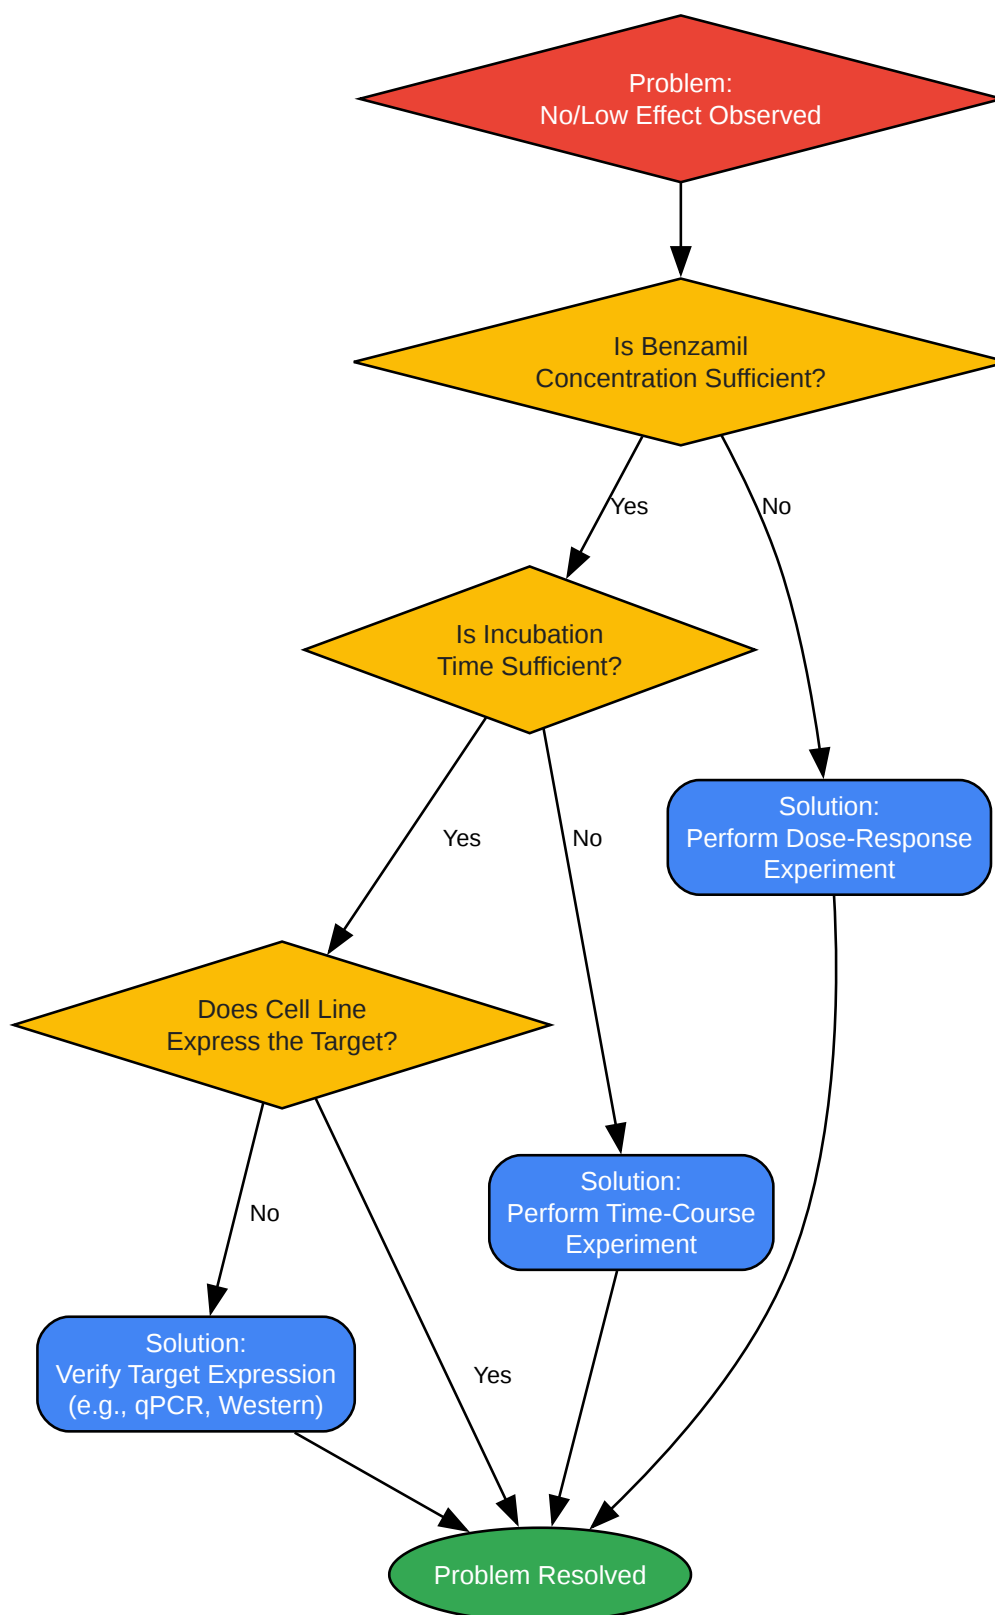 Problem:
No/Low Effect Observed
Is Benzamil
Concentration Sufficient?
Yes
No
Is Incubation
Time Sufficient?
Solution:
Perform Dose-Response
Experiment
Yes
No
Does Cell Line
Express the Target?
Solution:
Perform Time-Course
Experiment
No
Yes
Solution:
Verify Target Expression
(e.g., qPCR, Western)
Problem Resolved